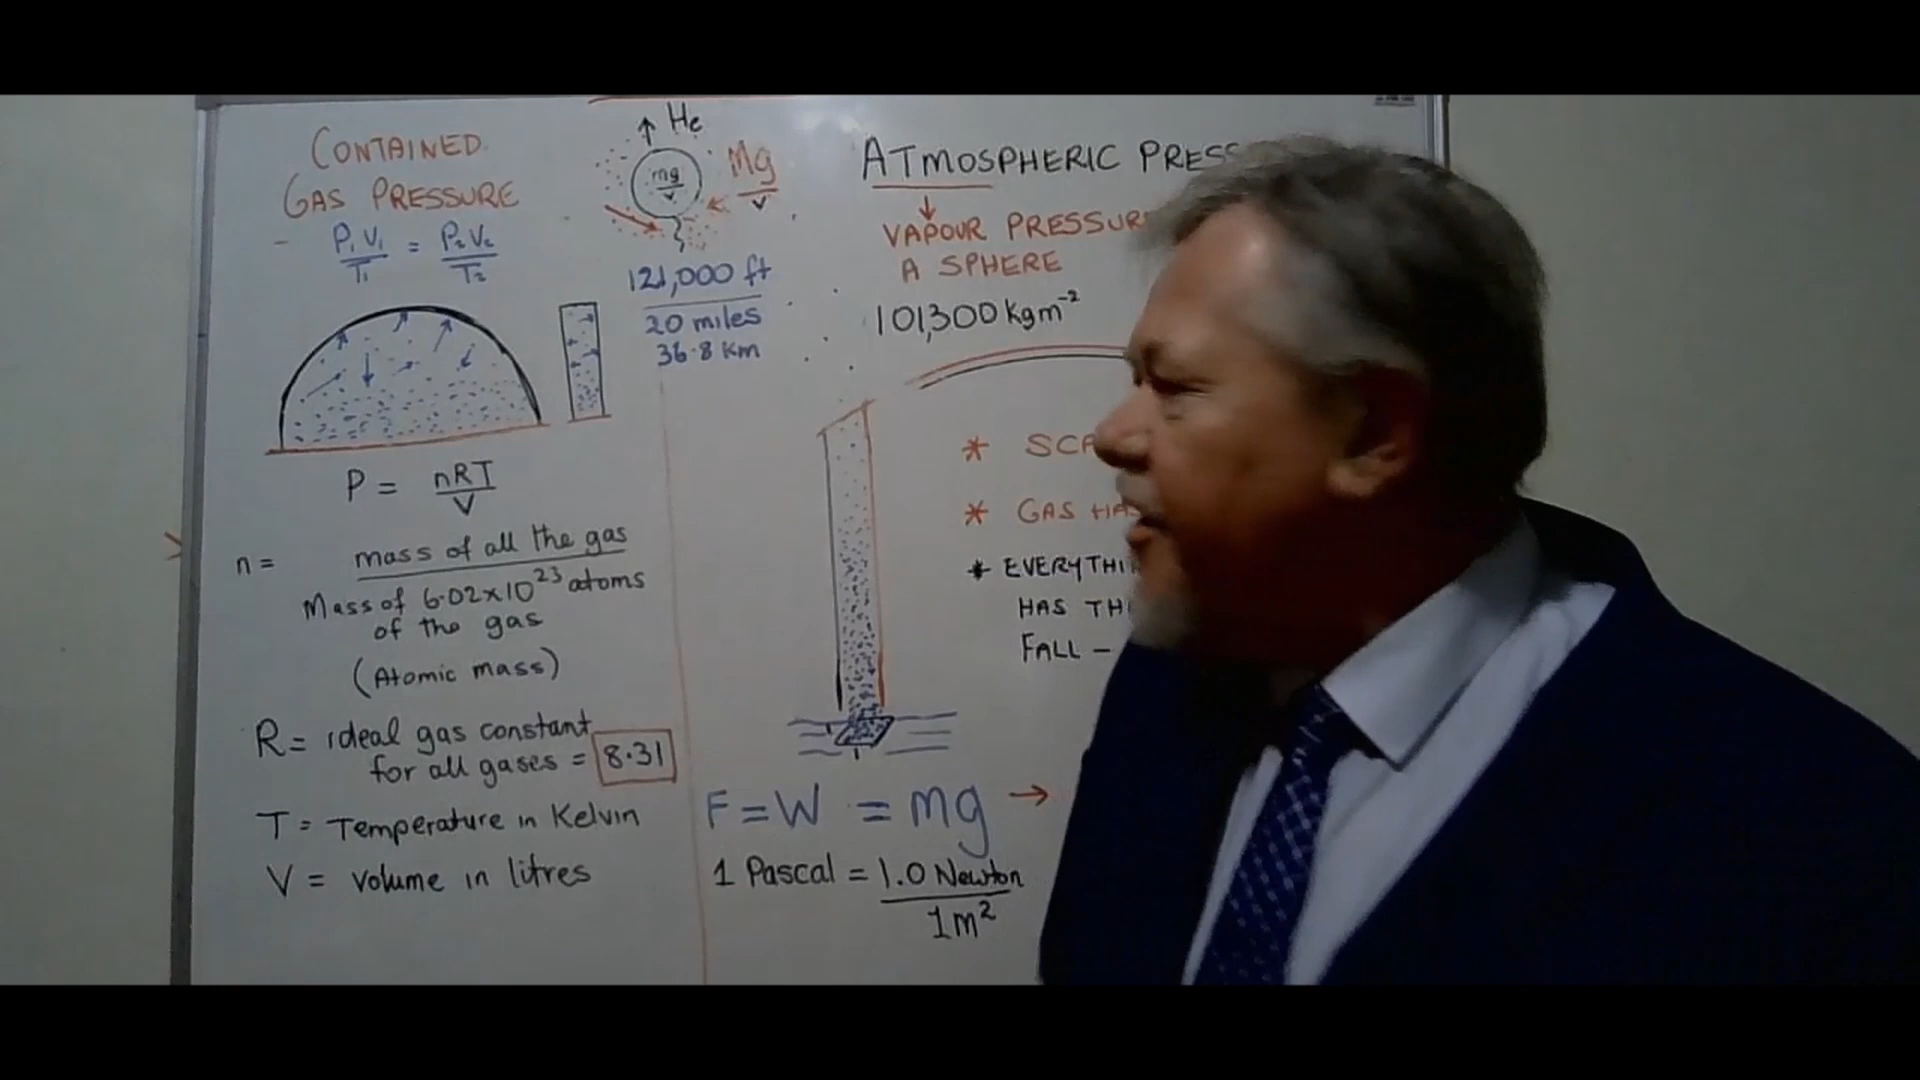 CONTAINED
GAS PRESSURE
P₁V₁/T₁ = P₂V₂/T₂
P = nRT/V
n = mass of all the gas
Mass of 6.02x10²³ atoms
of the gas
(Atomic mass)
R = ideal gas constant
for all gases = 8.31
T = Temperature in Kelvin
V = volume in litres
He
mg/v
Mg/v
121,000 ft
20 miles
36.8 km
ATMOSPHERIC PRESS
VAPOUR PRESSUR
A SPHERE
101,300 Kgm⁻²
* SC
* GAS HA
* EVERYTHI
HAS TH
FALL –
F = W = mg →
1 Pascal = 1.0 Newton
1m²